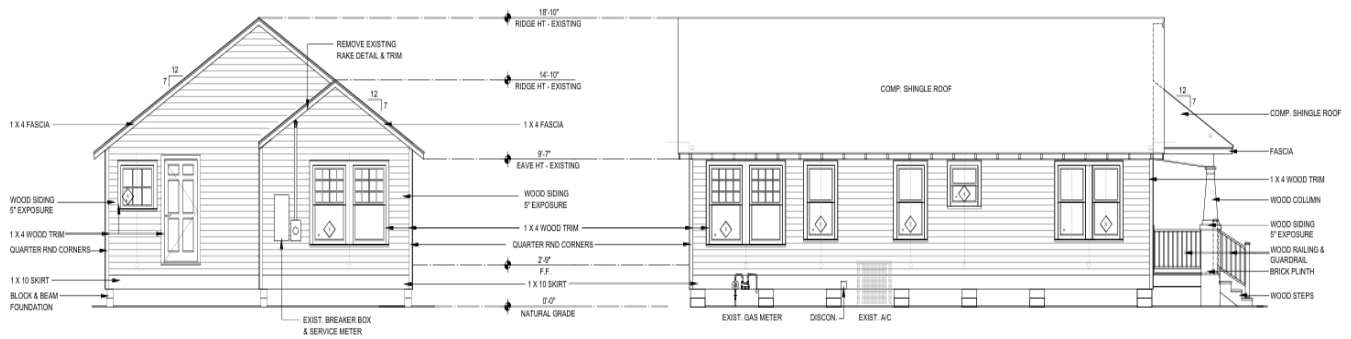 18'-10"
RIDGE HT - EXISTING
REMOVE EXISTING
RAKE DETAIL & TRIM
12
7
14'-10"
RIDGE HT - EXISTING
12
7
COMP. SHINGLE ROOF
12
7
COMP. SHINGLE ROOF
1 X 4 FASCIA
1 X 4 FASCIA
9'-7"
EAVE HT - EXISTING
FASCIA
1 X 4 WOOD TRIM
WOOD SIDING
5" EXPOSURE
WOOD SIDING
5" EXPOSURE
WOOD COLUMN
1 X 4 WOOD TRIM
1 X 4 WOOD TRIM
WOOD SIDING
5" EXPOSURE
QUARTER RND CORNERS
QUARTER RND CORNERS
WOOD RAILING &
GUARDRAIL
2'-9"
F.F.
BRICK PLINTH
1 X 10 SKIRT
1 X 10 SKIRT
BLOCK & BEAM
FOUNDATION
WOOD STEPS
0'-0"
NATURAL GRADE
EXIST. BREAKER BOX
& SERVICE METER
EXIST. GAS METER
DISCON.
EXIST. A/C